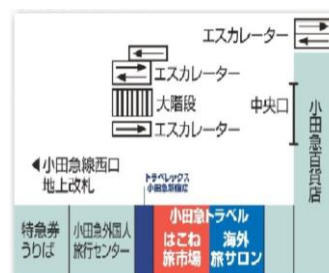 エスカレーター
エスカレーター
大階段
中央口
エスカレーター
小田急百貨店
◀小田急線西口
地上改札
トラベレックス
小田急新宿店
特急券
うりば
小田急外国人
旅行センター
小田急トラベル
はこね
旅市場
海外
旅サロン